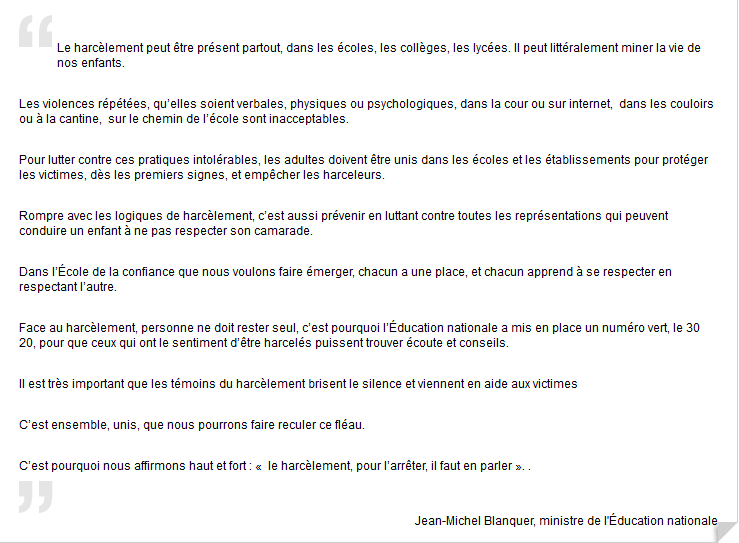 Le harcèlement peut être présent partout, dans les écoles, les collèges, les lycées. Il peut littéralement miner la vie de
nos enfants.
Les violences répétées, qu'elles soient verbales, physiques ou psychologiques, dans la cour ou sur internet,  dans les couloirs
ou à la cantine,  sur le chemin de l'école sont inacceptables.
Pour lutter contre ces pratiques intolérables, les adultes doivent être unis dans les écoles et les établissements pour protéger
les victimes, dès les premiers signes, et empêcher les harceleurs.
Rompre avec les logiques de harcèlement, c'est aussi prévenir en luttant contre toutes les représentations qui peuvent
conduire un enfant à ne pas respecter son camarade.
Dans l'École de la confiance que nous voulons faire émerger, chacun a une place, et chacun apprend à se respecter en
respectant l'autre.
Face au harcèlement, personne ne doit rester seul, c'est pourquoi l'Éducation nationale a mis en place un numéro vert, le 30
20, pour que ceux qui ont le sentiment d'être harcelés puissent trouver écoute et conseils.
Il est très important que les témoins du harcèlement brisent le silence et viennent en aide aux victimes
C'est ensemble, unis, que nous pourrons faire reculer ce fléau.
C'est pourquoi nous affirmons haut et fort : «  le harcèlement, pour l'arrêter, il faut en parler ». .
Jean-Michel Blanquer, ministre de l'Éducation nationale